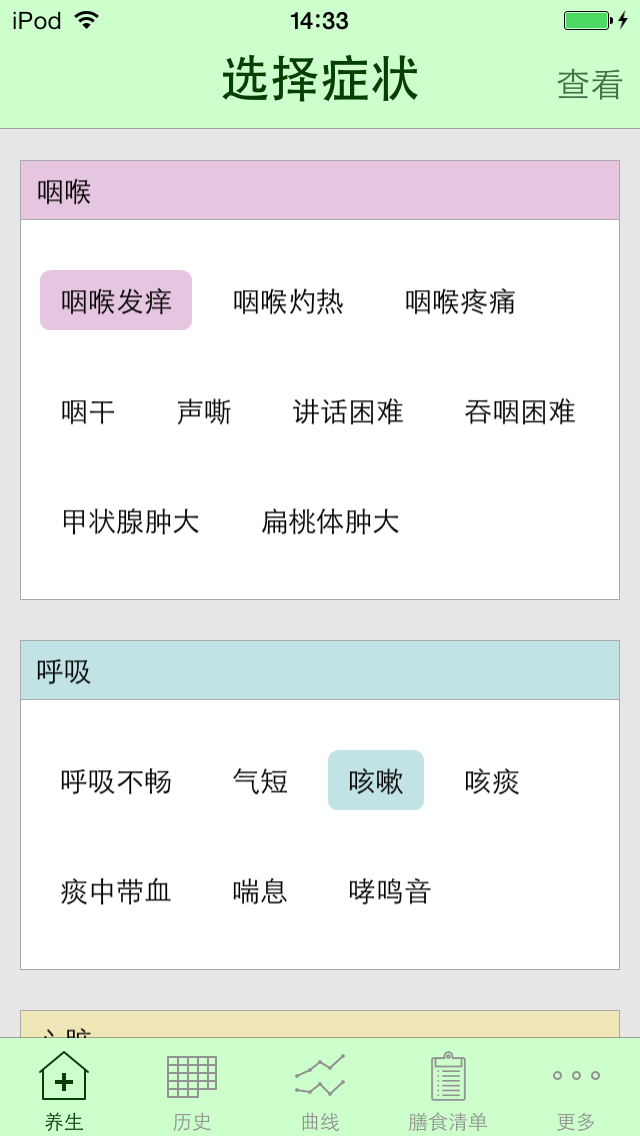 iPod 14:33
选择症状 查看
咽喉
咽喉发痒 咽喉灼热 咽喉疼痛
咽干 声嘶 讲话困难 吞咽困难
甲状腺肿大 扁桃体肿大
呼吸
呼吸不畅 气短 咳嗽 咳痰
痰中带血 喘息 哮鸣音
心脏
养生 历史 曲线 膳食清单 更多